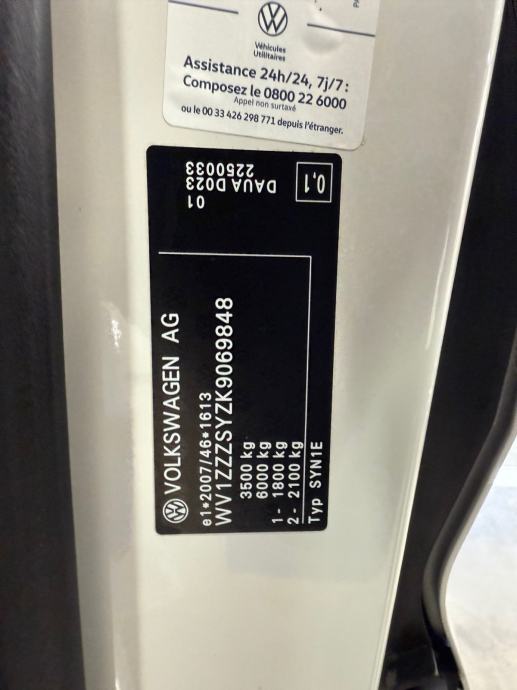 Véhicules
Utilitaires
Assistance 24h/24, 7j/7 :
Composez le 0800 22 6000
Appel non surtaxé
ou le 00 33 426 298 771 depuis l'étranger.
VOLKSWAGEN AG
e1*2007/46*1613
WV1ZZZSYZK9069848
3500 kg
6000 kg
1- 1800 kg
2- 2100 kg
Typ SYN1E
01
DAUA D023
2250033
0,1